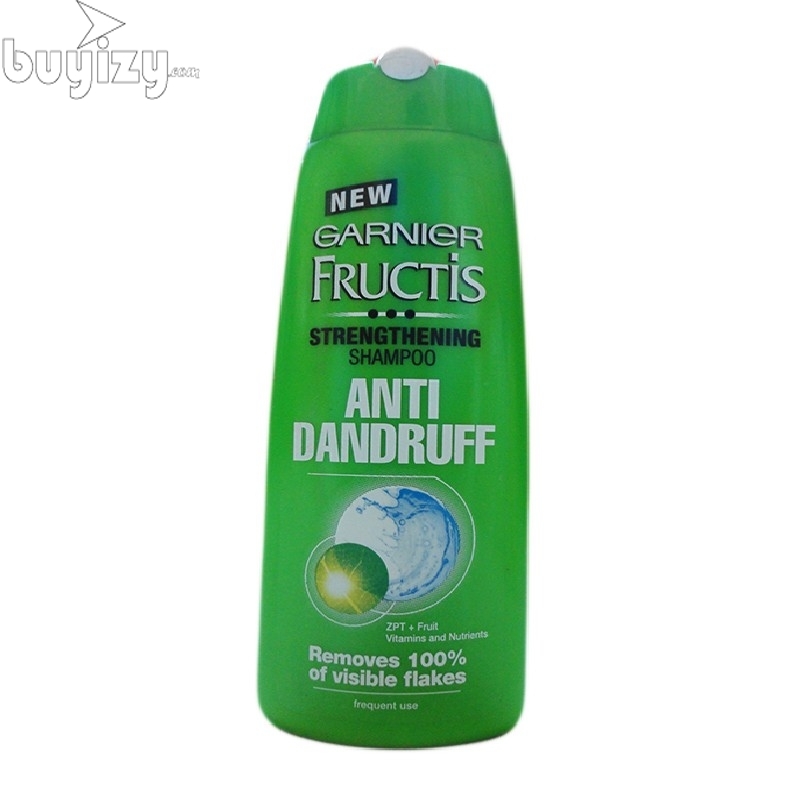 buyizy.com
NEW
GARNIER
FRUCTIS
STRENGTHENING
SHAMPOO
ANTI
DANDRUFF
ZPT + Fruit
Vitamins and Nutrients
Removes 100%
of visible flakes
frequent use